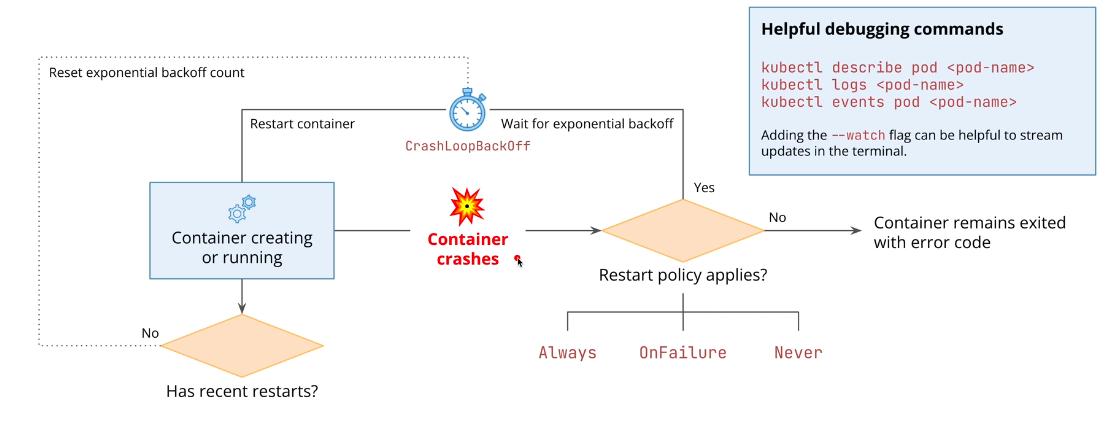 Helpful debugging commands
kubectl describe pod <pod-name>
kubectl logs <pod-name>
kubectl events pod <pod-name>
Adding the --watch flag can be helpful to stream
updates in the terminal.
Reset exponential backoff count
Restart container
Wait for exponential backoff
CrashLoopBackOff
Yes
Container creating
or running
Container
crashes
No
Container remains exited
with error code
Restart policy applies?
No
Always
OnFailure
Never
Has recent restarts?